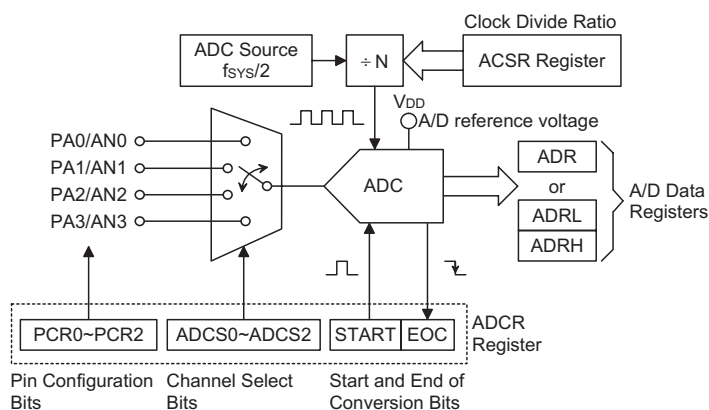 Clock Divide Ratio
ADC Source
fSYS/2
÷ N
ACSR Register
VDD
A/D reference voltage
PA0/AN0
PA1/AN1
PA2/AN2
PA3/AN3
ADC
ADR
or
ADRL
ADRH
A/D Data
Registers
PCR0~PCR2
ADCS0~ADCS2
START
EOC
ADCR
Register
Pin Configuration
Bits
Channel Select
Bits
Start and End of
Conversion Bits